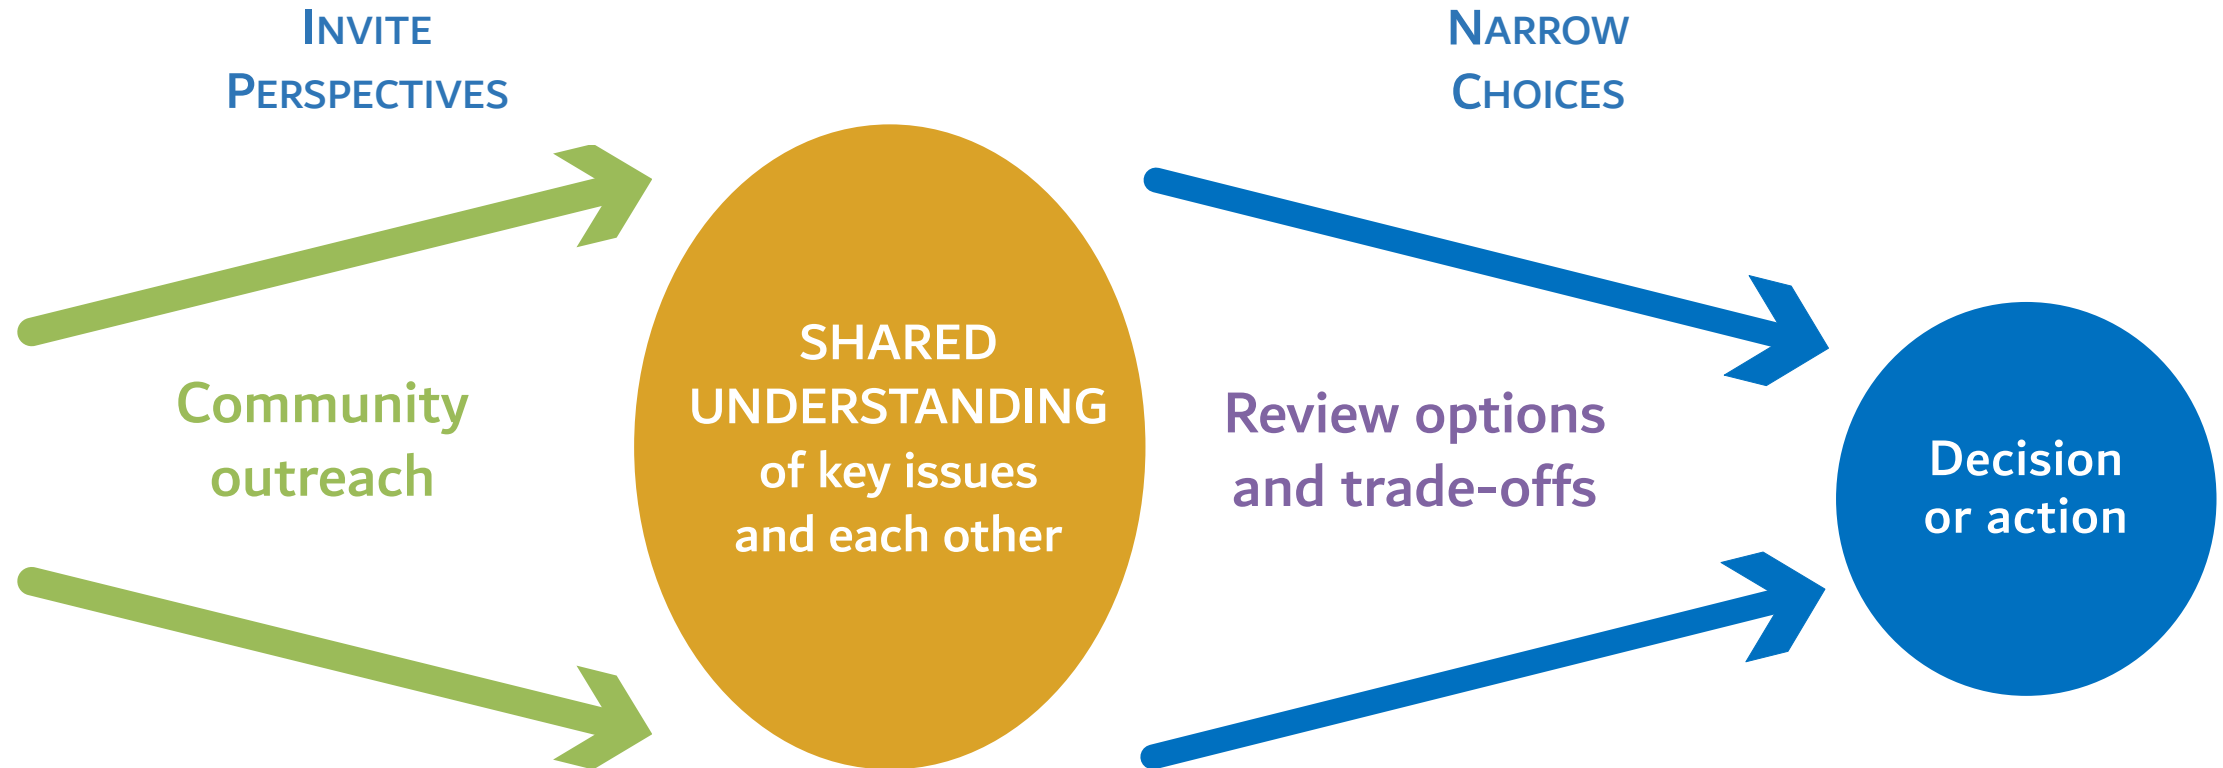 INVITE
PERSPECTIVES
NARROW
CHOICES
Community
outreach
SHARED
UNDERSTANDING
of key issues
and each other
Review options
and trade-offs
Decision
or action